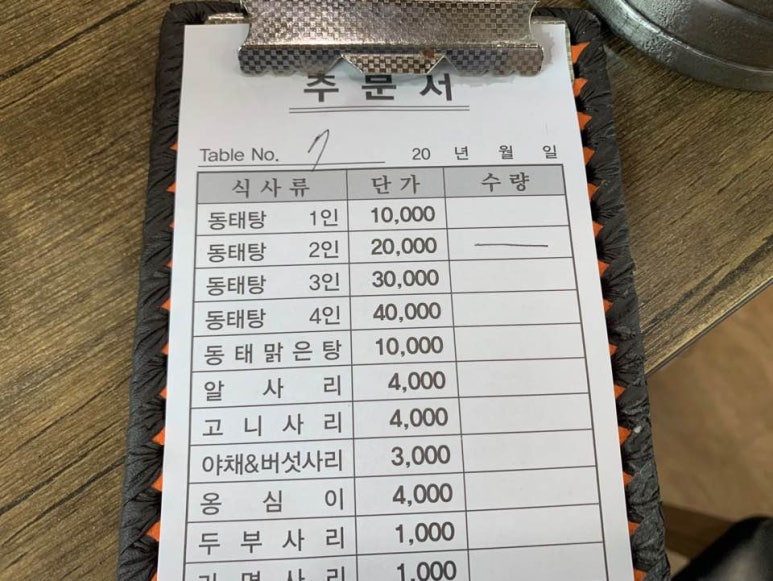 주문서
Table No. 7 20 년 월 일
식사류 단가 수량
동태탕 1인 10,000
동태탕 2인 20,000 —
동태탕 3인 30,000
동태탕 4인 40,000
동태맑은탕 10,000
알사리 4,000
고니사리 4,000
야채&버섯사리 3,000
옹심이 4,000
두부사리 1,000
라면사리 1,000